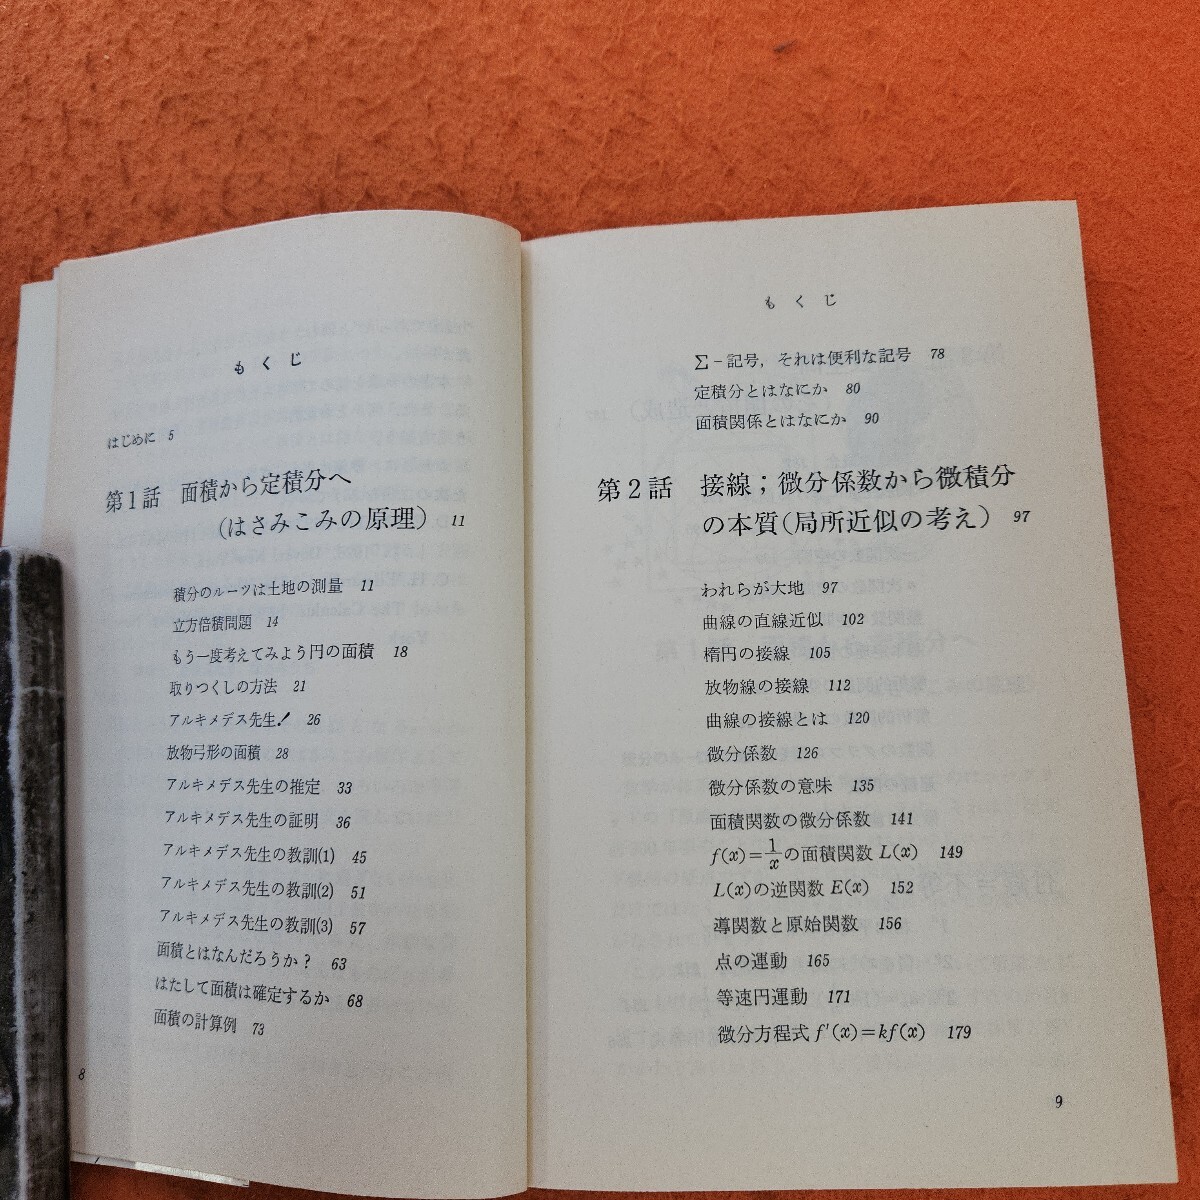 もくじ
はじめに 5
第1話 面積から定積分へ
(はさみこみの原理) 11
積分のルーツは土地の測量 11
立方倍積問題 14
もう一度考えてみよう円の面積 18
取りつくしの方法 21
アルキメデス先生! 26
放物弓形の面積 28
アルキメデス先生の推定 33
アルキメデス先生の証明 36
アルキメデス先生の教訓(1) 45
アルキメデス先生の教訓(2) 51
アルキメデス先生の教訓(3) 57
面積とはなんだろうか? 63
はたして面積は確定するか 68
面積の計算例 73
8
もくじ
Σ-記号,それは便利な記号 78
定積分とはなにか 80
面積関係とはなにか 90
第2話 接線;微分係数から微積分
の本質(局所近似の考え) 97
われらが大地 97
曲線の直線近似 102
楕円の接線 105
放物線の接線 112
曲線の接線とは 120
微分係数 126
微分係数の意味 135
面積関数の微分係数 141
f(x)=1/xの面積関数 L(x) 149
L(x)の逆関数 E(x) 152
導関数と原始関数 156
点の運動 165
等速円運動 171
微分方程式 f'(x)=kf(x) 179
9